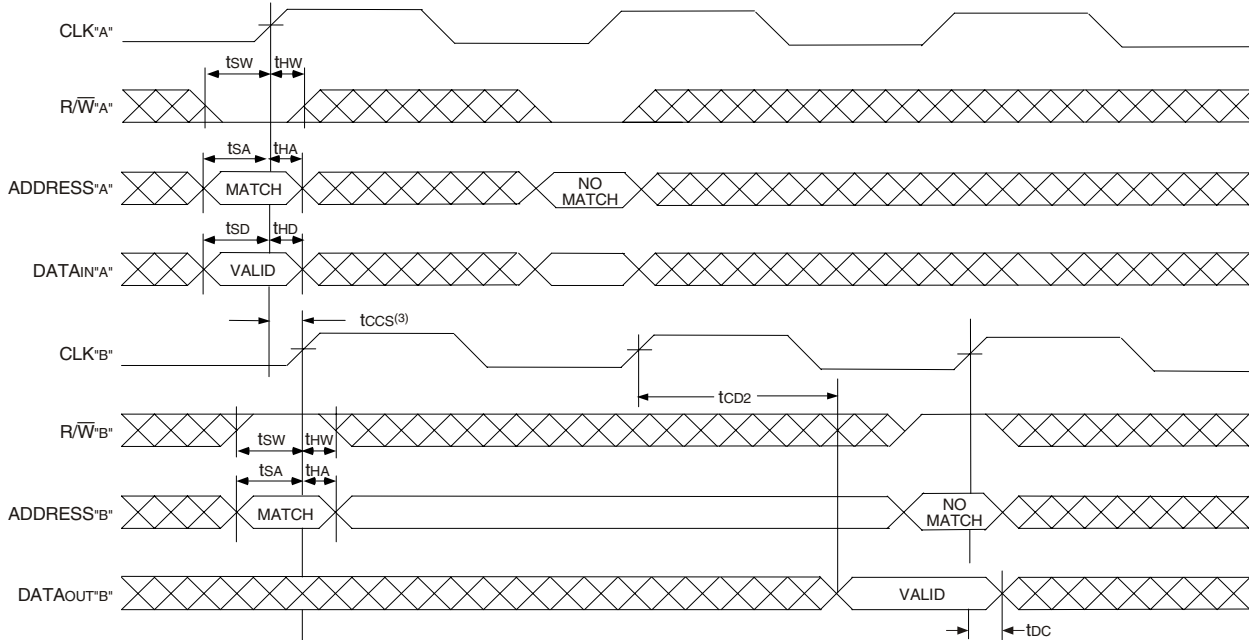 CLK"A"
tSW tHW
R/W̅"A"
tSA tHA
ADDRESS"A" MATCH NO MATCH
tSD tHD
DATAIN"A" VALID
tCCS(3)
CLK"B"
tCD2
R/W̅"B"
tSW tHW
tSA tHA
ADDRESS"B" MATCH NO MATCH
DATAOUT"B" VALID
tDC